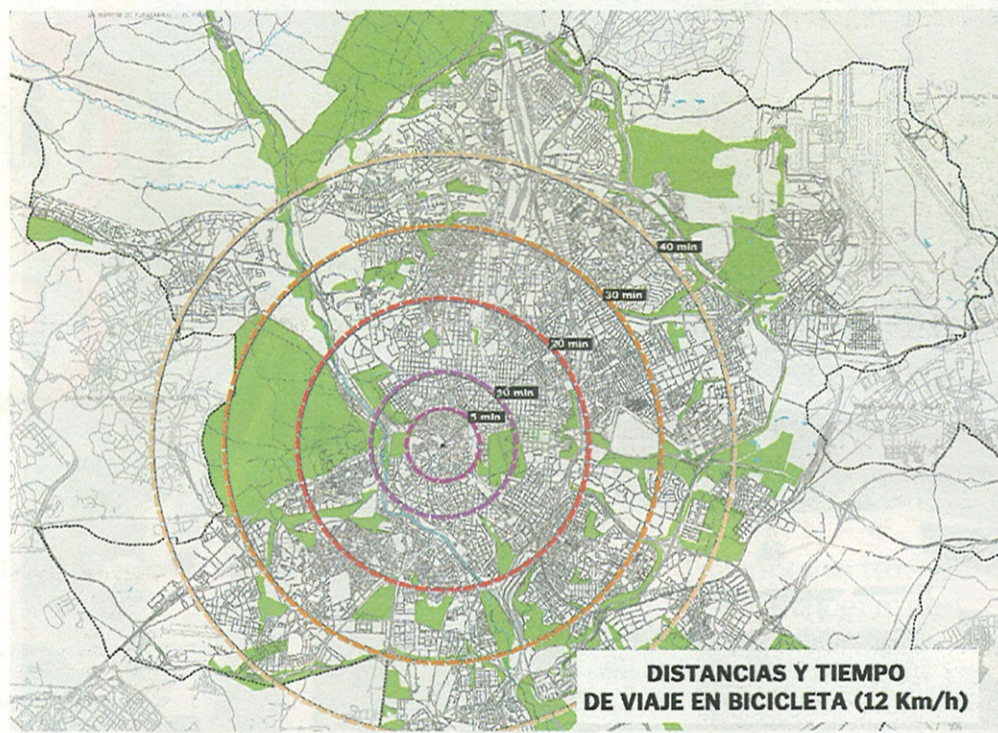 40 min
30 min
20 min
10 min
5 min
DISTANCIAS Y TIEMPO
DE VIAJE EN BICICLETA (12 Km/h)